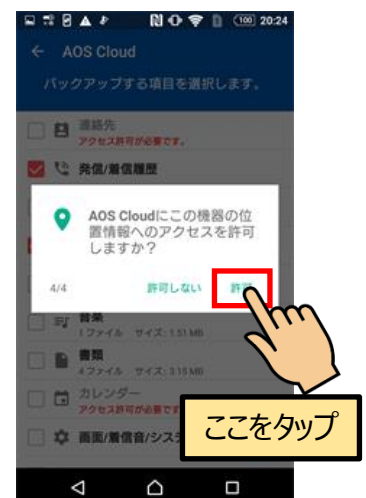 100 20:24
AOS Cloud
バックアップする項目を選択します。
連絡先
アクセス許可が必要です。
発信/着信履歴
AOS Cloudにこの機器の位
置情報へのアクセスを許可
しますか?
4/4 許可しない 許可
音楽
1ファイル サイズ: 1.51 MB
書類
4ファイル サイズ: 3.15 MB
カレンダー
アクセス許可が必要です
画面/着信音/シス
ここをタップ